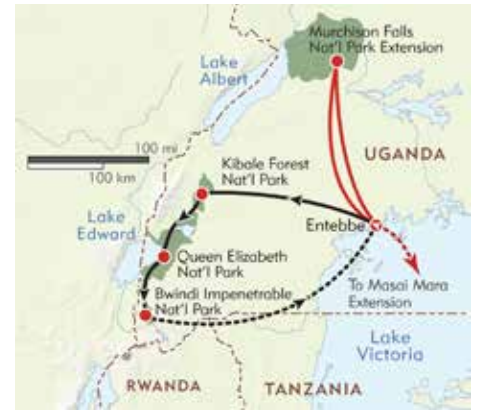 Murchison Falls
Nat'l Park Extension
Lake
Albert
UGANDA
100 mi
100 km
Kibale Forest
Nat'l Park
Lake
Edward
Entebbe
Queen Elizabeth
Nat'l Park
To Masai Mara
Extension
Bwindi Impenetrable
Nat'l Park
Lake
Victoria
RWANDA
TANZANIA